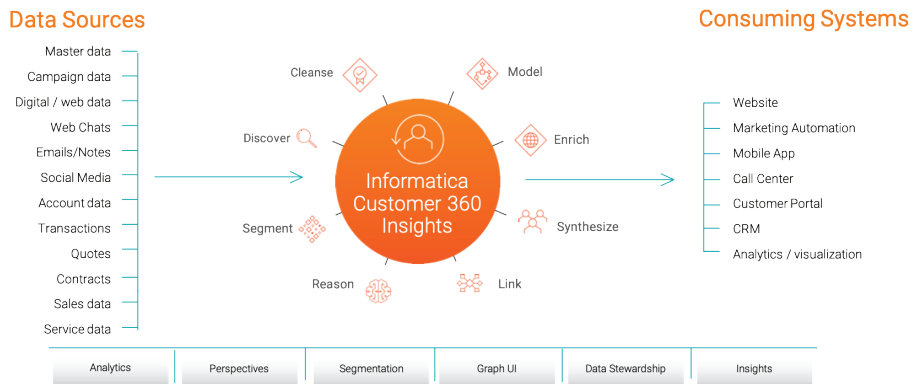 Data Sources
Consuming Systems
Master data
Campaign data
Digital / web data
Web Chats
Emails/Notes
Social Media
Account data
Transactions
Quotes
Contracts
Sales data
Service data
Cleanse
Model
Discover
Enrich
Segment
Synthesize
Reason
Link
Informatica
Customer 360
Insights
Website
Marketing Automation
Mobile App
Call Center
Customer Portal
CRM
Analytics / visualization
Analytics
Perspectives
Segmentation
Graph UI
Data Stewardship
Insights